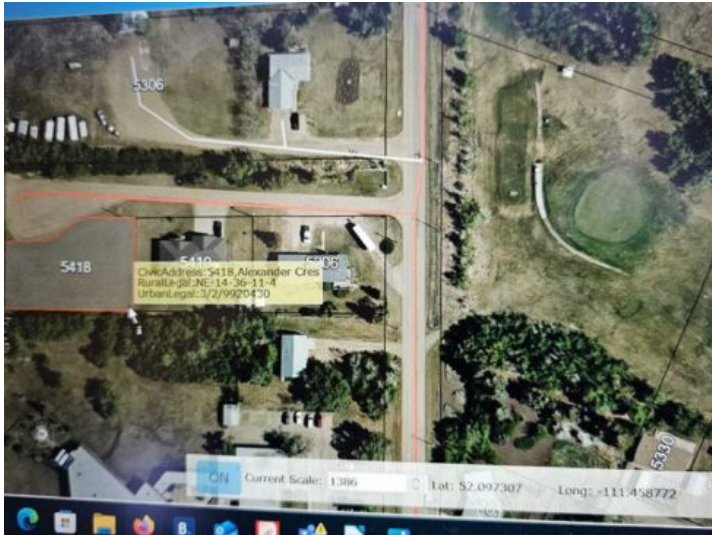 5306
5418
5410
5306
CivicAddress:5418,Alexander Cres
RuralLegal:NE-14-36-11-4
UrbanLegal:3/2/9920430
5330
ON Current Scale: 1386 Lat: 52.097307 Long: -111.458772